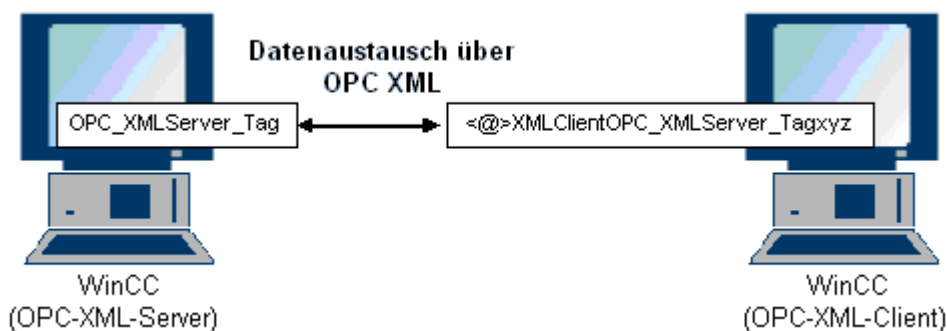 Datenaustausch über
OPC XML
OPC_XMLServer_Tag
<@>XMLClientOPC_XMLServer_Tagxyz
WinCC
(OPC-XML-Server)
WinCC
(OPC-XML-Client)